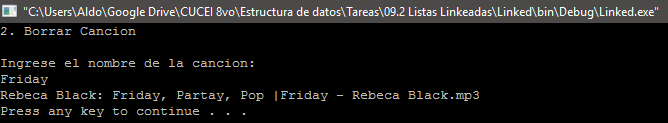 "C:\Users\Aldo\Google Drive\CUCEI 8vo\Estructura de datos\Tareas\09.2 Listas Linkeadas\Linked\bin\Debug\Linked.exe"
2. Borrar Cancion
Ingrese el nombre de la cancion:
Friday
Rebeca Black: Friday, Partay, Pop |Friday - Rebeca Black.mp3
Press any key to continue . . .